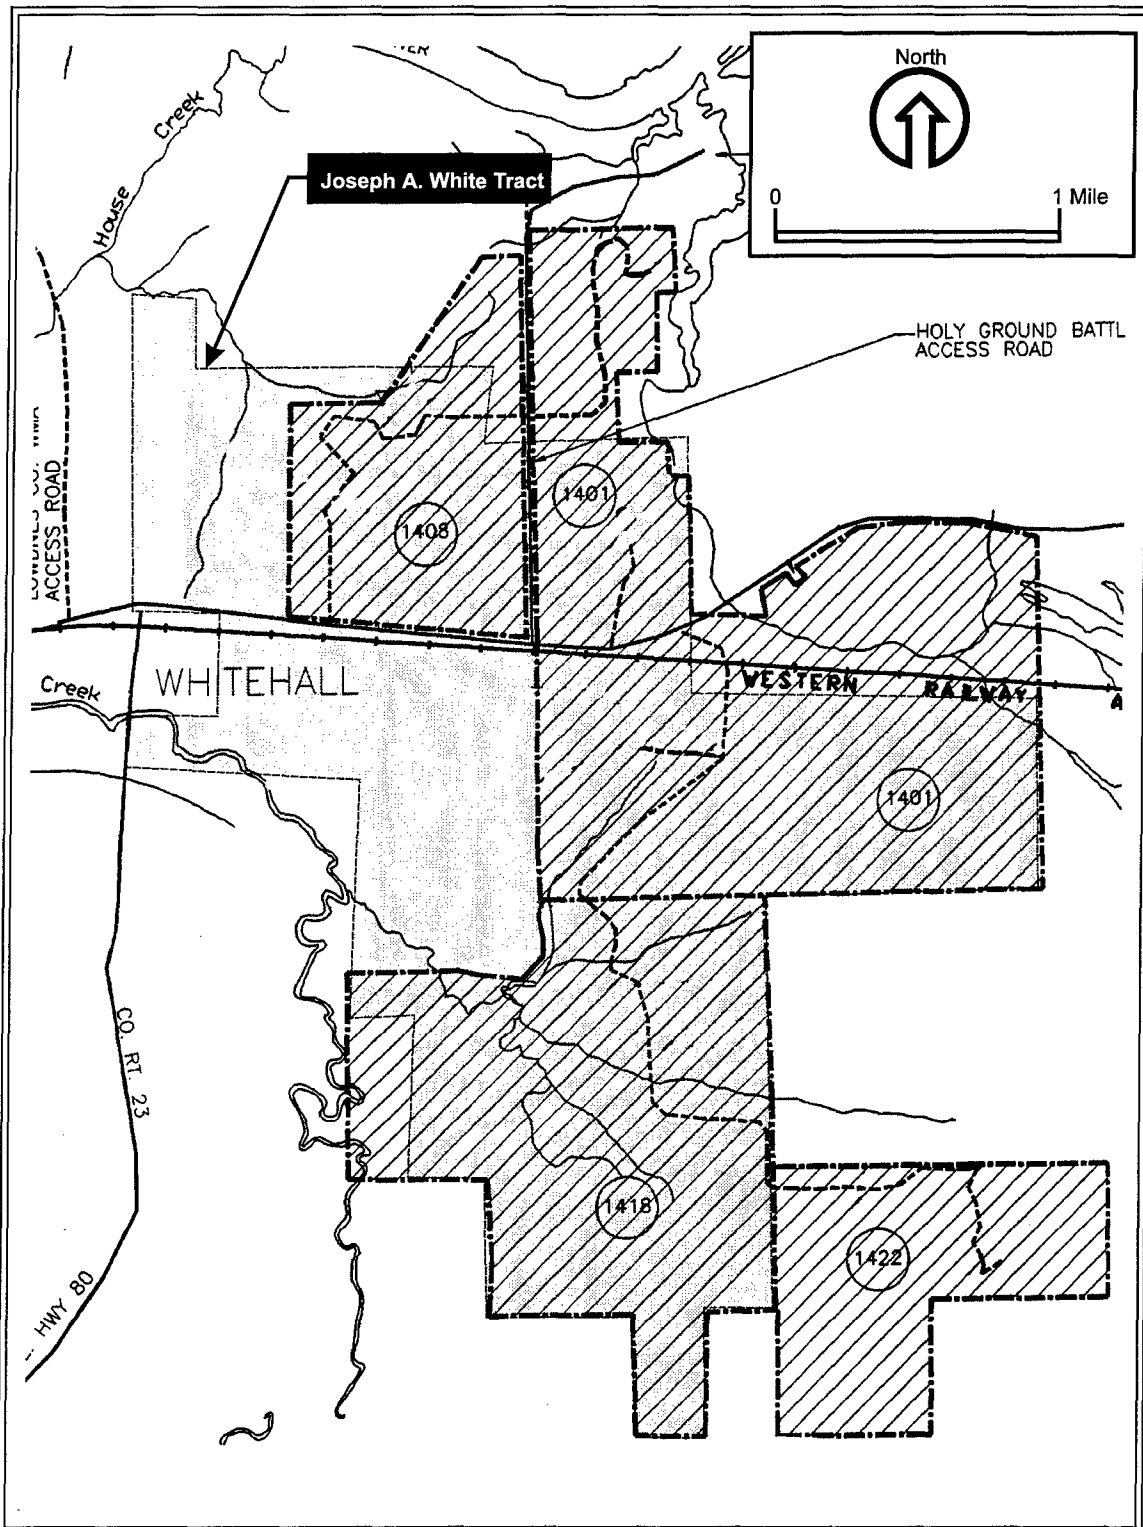 North
0 1 Mile
Creek
House
Joseph A. White Tract
HOLY GROUND BATTL
ACCESS ROAD
ACCESS ROAD
1401
1408
WHITEHALL
Creek
WESTERN RAILWAY A
1401
CO. RT. 23
1418
1422
HWY 80